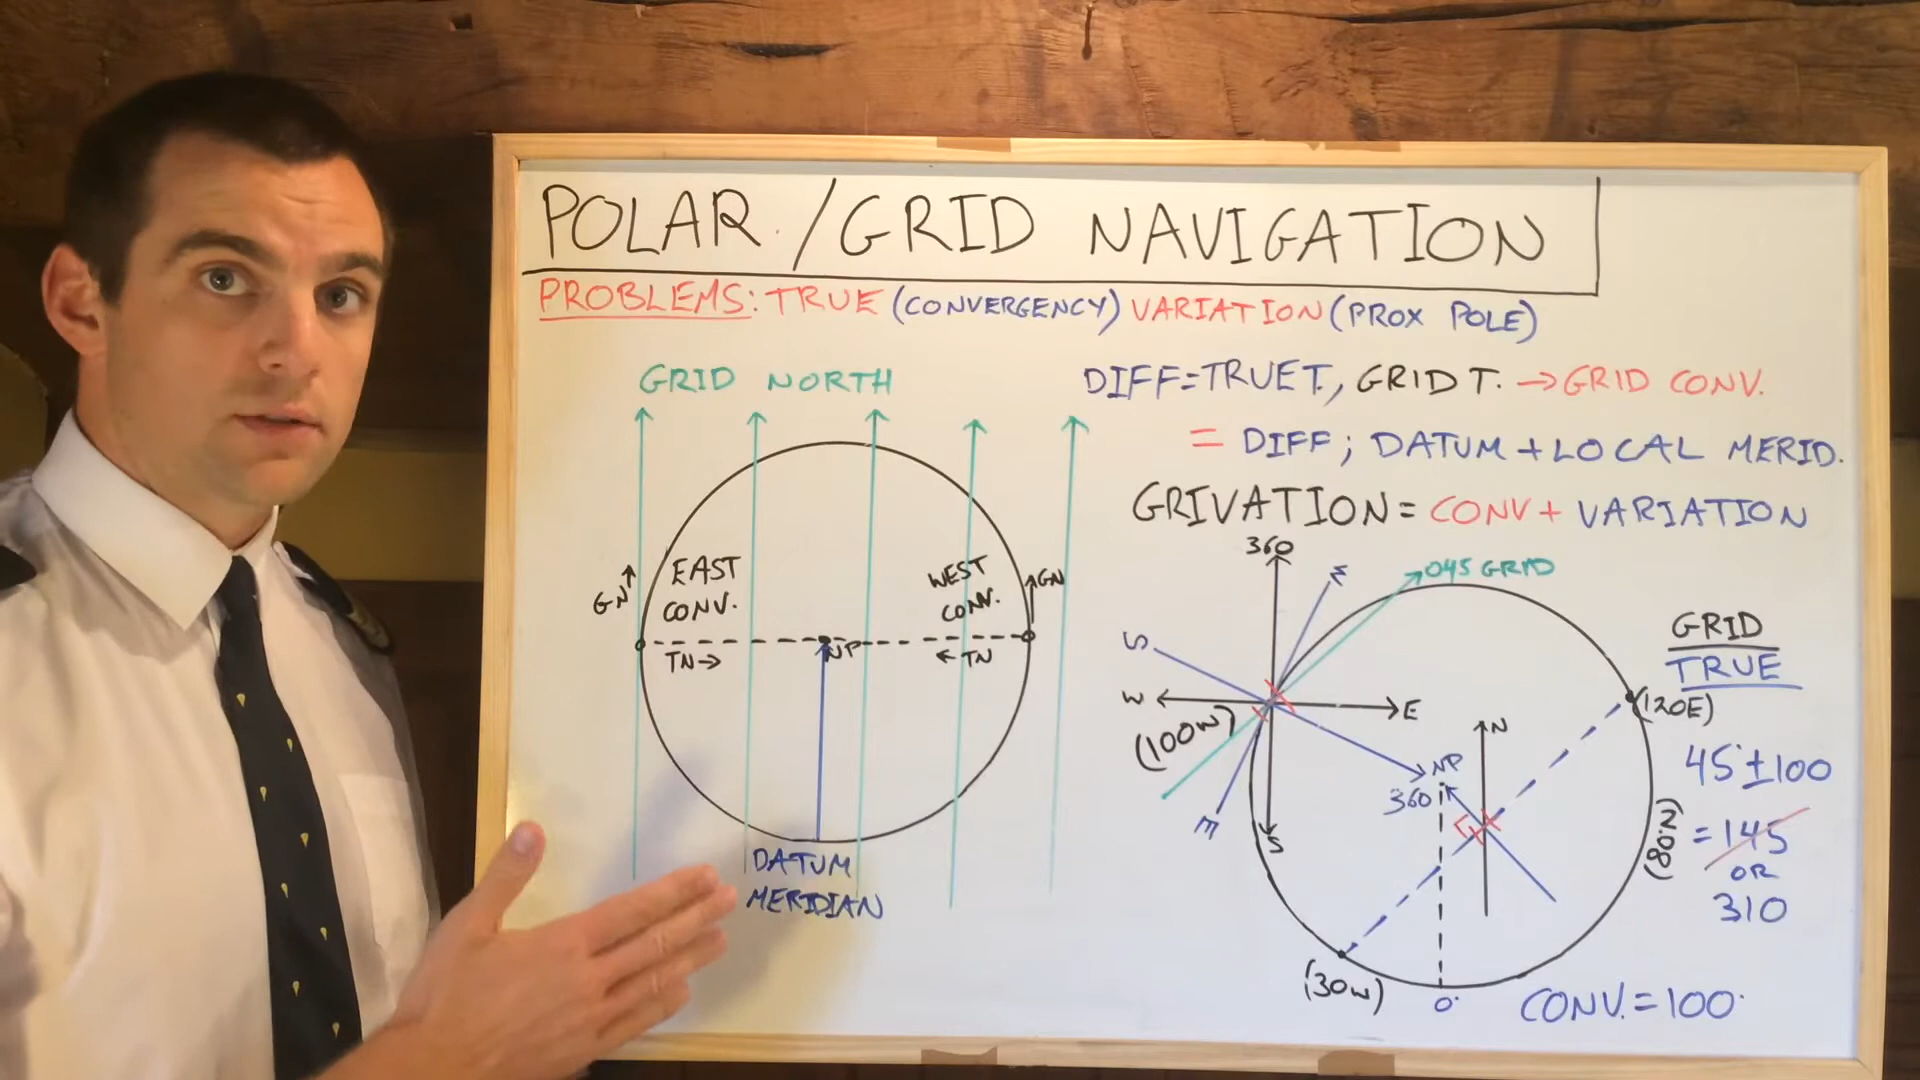 POLAR / GRID NAVIGATION
PROBLEMS: TRUE (CONVERGENCY) VARIATION (PROX POLE)
GRID NORTH
GN
EAST
CONV.
WEST
CONV.
GN
TN→
NP
←TN
DATUM
MERIDIAN
DIFF=TRUE T., GRID T. → GRID CONV.
= DIFF; DATUM + LOCAL MERID.
GRIVATION = CONV + VARIATION
360
045 GRID
S
W
E
(100W)
S
NP
360
N
(120E)
(80N)
(30W)
0°
GRID
TRUE
45°±100
=145
OR
310
CONV. = 100°